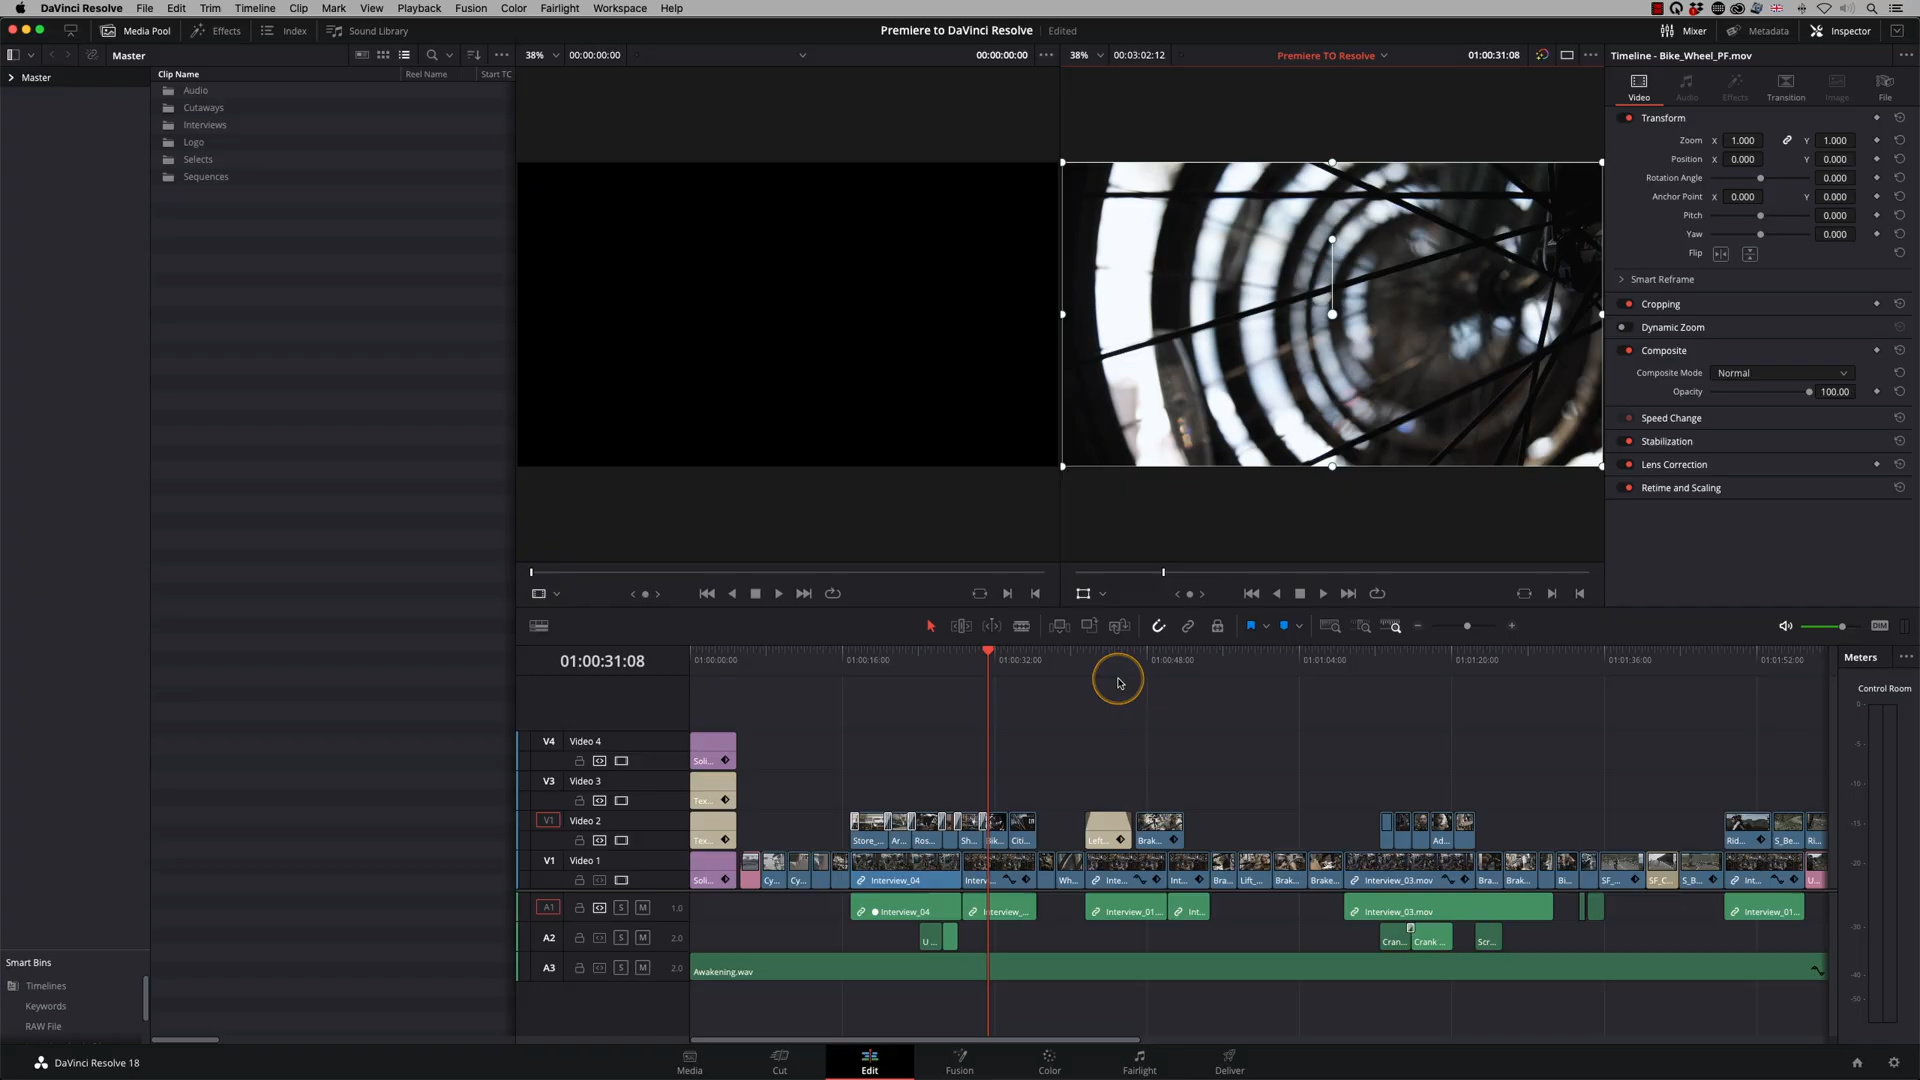 DaVinci Resolve File Edit Trim Timeline Clip Mark View Playback Fusion Color Fairlight Workspace Help
Media Pool Effects Index Sound Library Premiere to DaVinci Resolve Edited Mixer Metadata Inspector
Master 38% 00:00:00:00 00:00:00:00 38% 00:03:02:12 Premiere TO Resolve 01:00:31:08 Timeline - Bike_Wheel_PF.mov
Master
Clip Name Reel Name Start TC
Audio
Cutaways
Interviews
Logo
Selects
Sequences
Video Audio Effects Transition Image File
Transform
Zoom X 1.000 Y 1.000
Position X 0.000 Y 0.000
Rotation Angle 0.000
Anchor Point X 0.000 Y 0.000
Pitch 0.000
Yaw 0.000
Flip
Smart Reframe
Cropping
Dynamic Zoom
Composite
Composite Mode Normal
Opacity 100.00
Speed Change
Stabilization
Lens Correction
Retime and Scaling
DIM
01:00:31:08 01:00:00:00 01:00:16:00 01:00:32:00 01:00:48:00 01:01:04:00 01:01:20:00 01:01:36:00 01:01:52:00
Meters
Control Room
0 -5 -10 -15 -20 -30 -40 -50
V4 Video 4
Soli...
V3 Video 3
Tex...
V1 Video 2
Tex... Store_... Ar... Ros... Sh... Bik... Citi... Left... Brak... Ad... Rid... S_Be... Ri...
V1 Video 1
Soli... Cy... Cy... Interview_04 Interv... Wh... Inte... Int... Bra... Lift_... Brak... Brake... Interview_03.mov Bra... Brak... Bi... SF_... SF_C... S_B... Int... U...
A1 S M 1.0 Interview_04 Interview_... Interview_01... Int... Interview_03.mov Interview_01...
A2 S M 2.0 U ... Cran... Crank ... Scr...
A3 S M 2.0 Awakening.wav
Smart Bins
Timelines
Keywords
RAW File
DaVinci Resolve 18 Media Cut Edit Fusion Color Fairlight Deliver